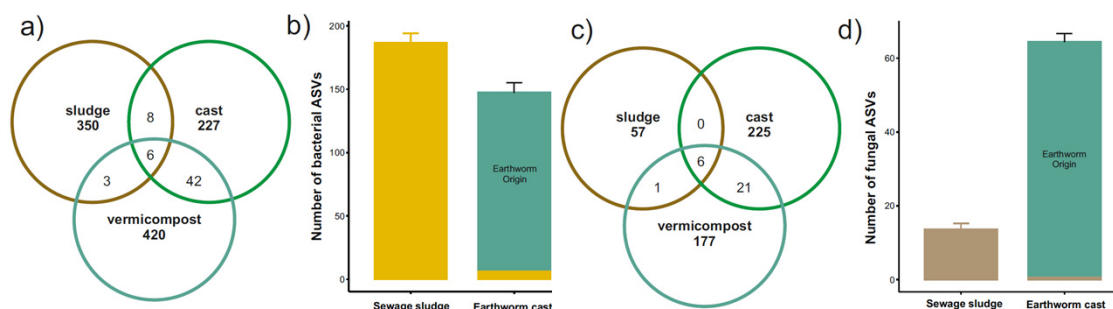 a)
sludge
350
8
cast
227
6
3
42
vermicompost
420
b)
Number of bacterial ASVs
200
150
100
50
0
Earthworm
Origin
Sewage sludge
Earthworm cast
c)
sludge
57
0
cast
225
6
1
21
vermicompost
177
d)
Number of fungal ASVs
60
40
20
0
Earthworm
Origin
Sewage sludge
Earthworm cast